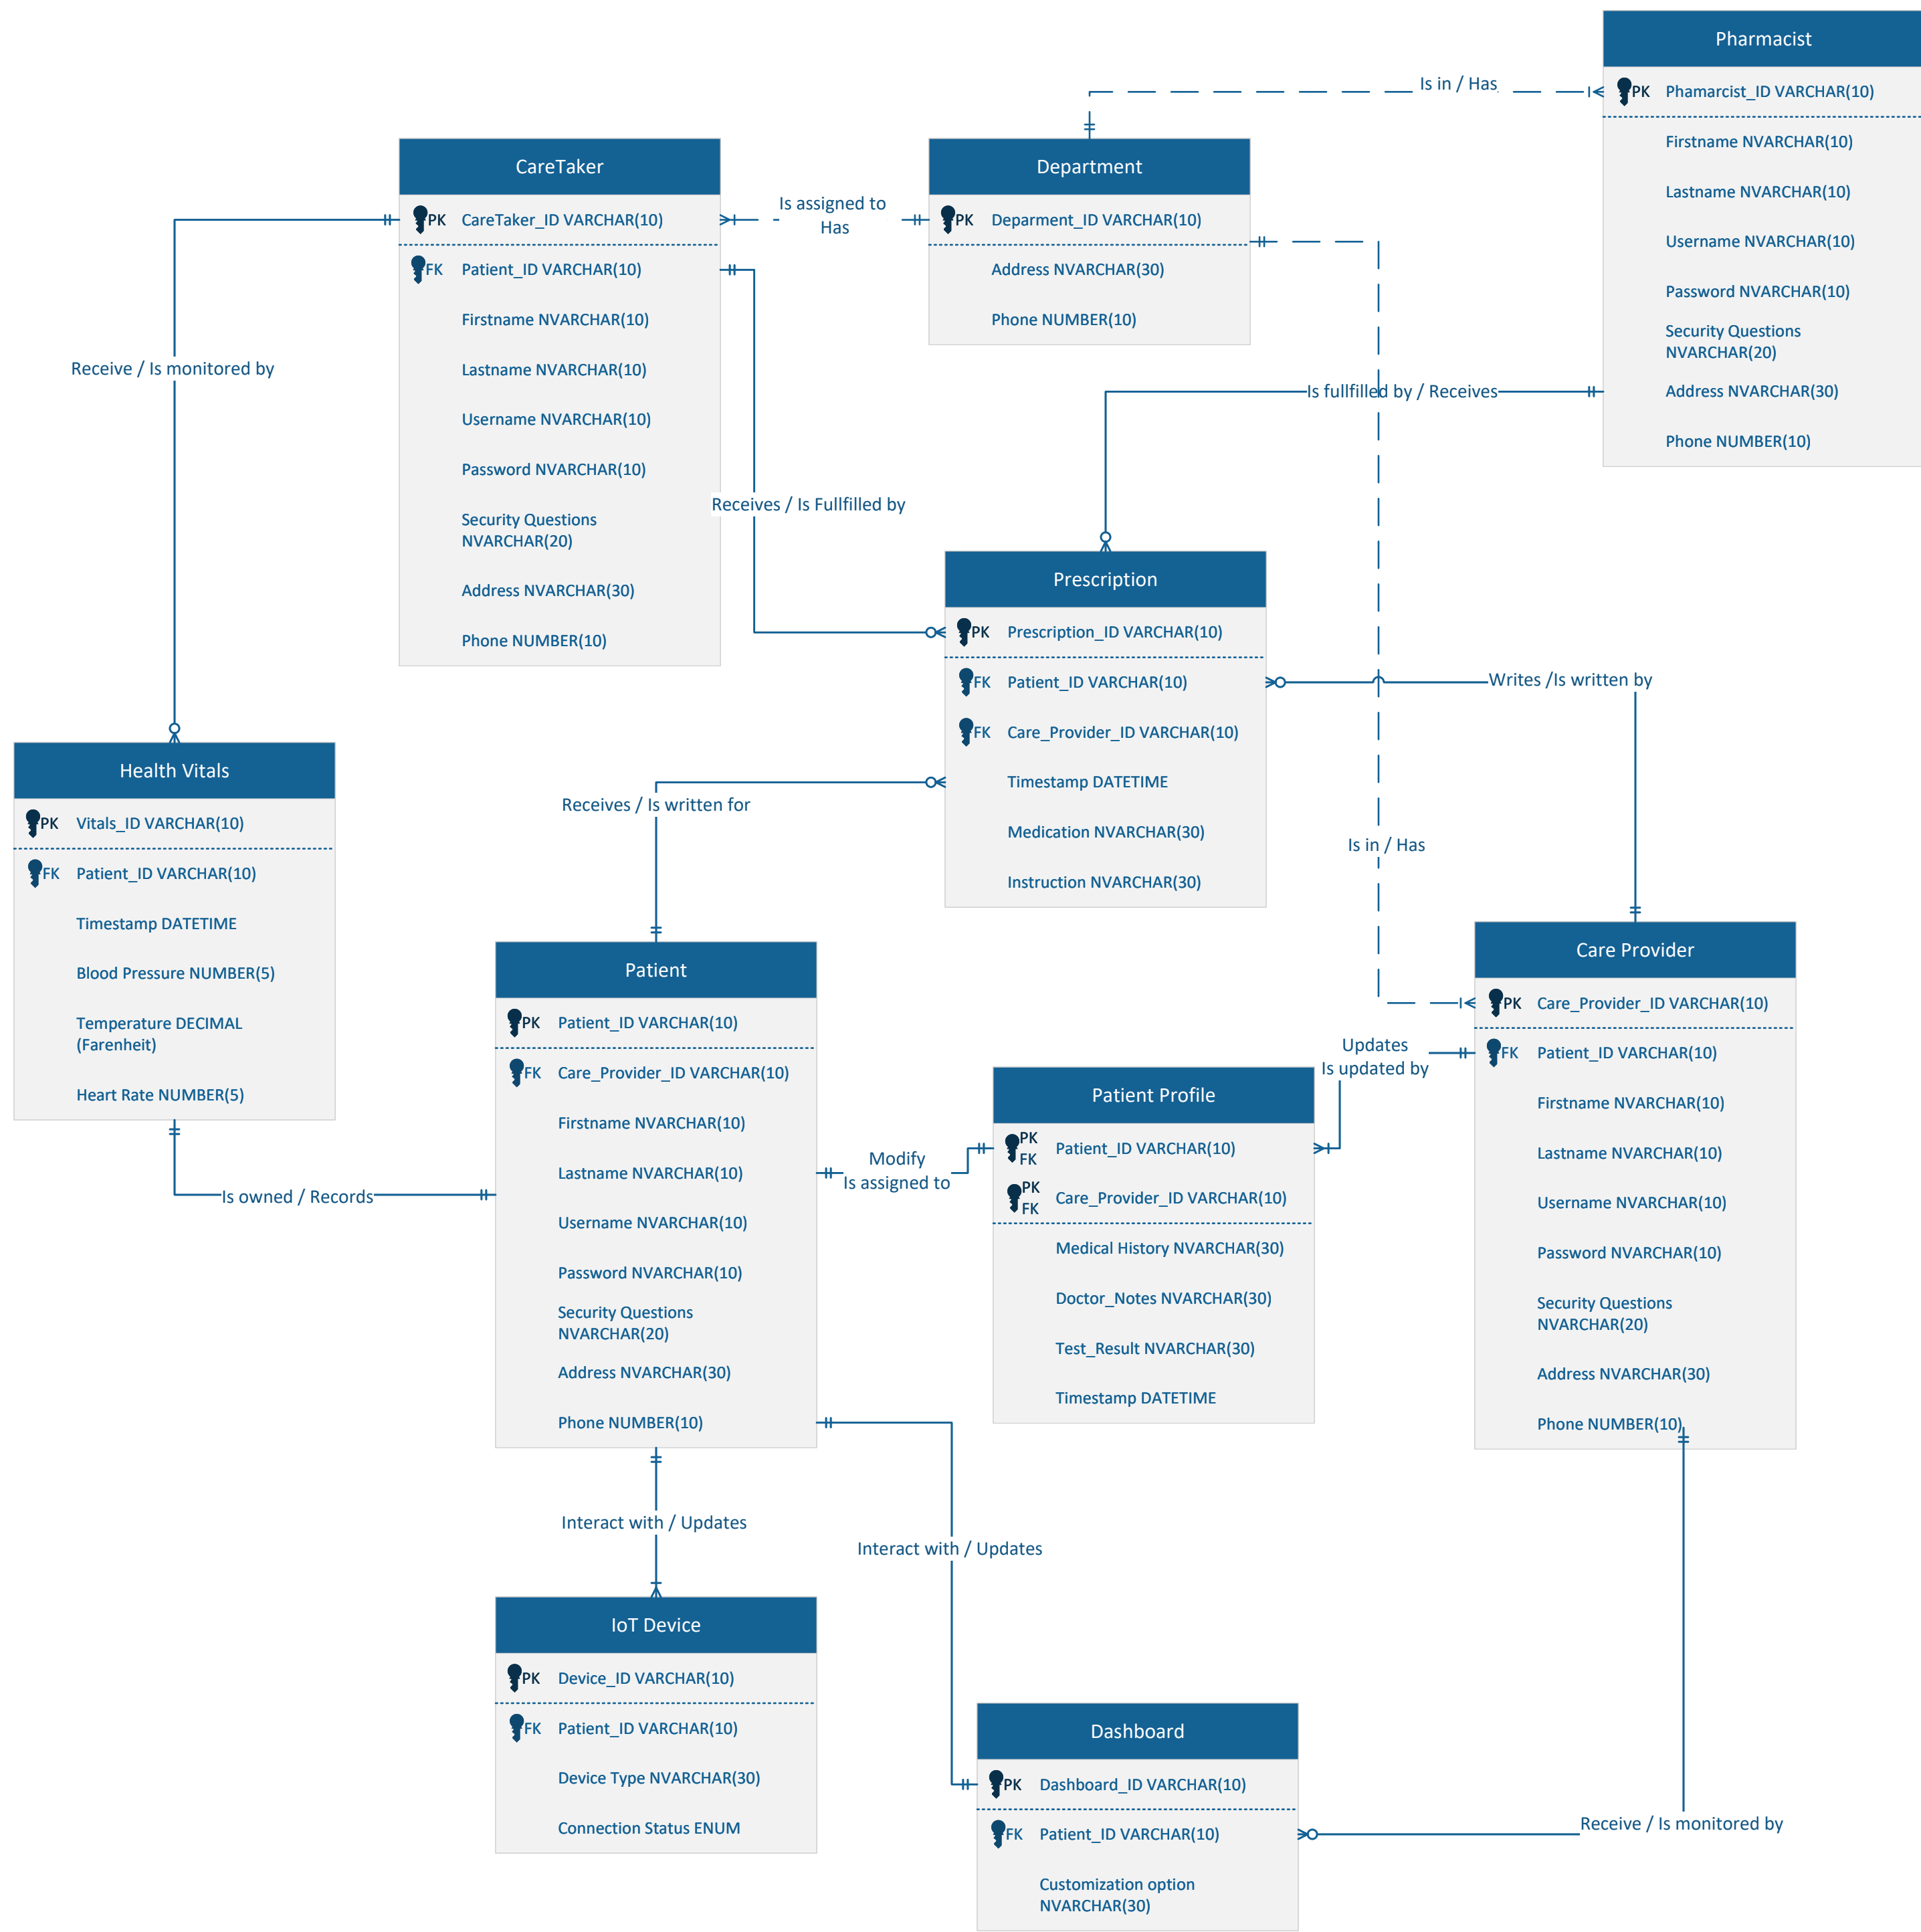 Pharmacist
PK Phamarcist_ID VARCHAR(10)
Firstname NVARCHAR(10)
Lastname NVARCHAR(10)
Username NVARCHAR(10)
Password NVARCHAR(10)
Security Questions
NVARCHAR(20)
Address NVARCHAR(30)
Phone NUMBER(10)
Is in / Has
CareTaker
PK CareTaker_ID VARCHAR(10)
FK Patient_ID VARCHAR(10)
Firstname NVARCHAR(10)
Lastname NVARCHAR(10)
Username NVARCHAR(10)
Password NVARCHAR(10)
Security Questions
NVARCHAR(20)
Address NVARCHAR(30)
Phone NUMBER(10)
Is assigned to
Has
Department
PK Deparment_ID VARCHAR(10)
Address NVARCHAR(30)
Phone NUMBER(10)
Receive / Is monitored by
Is fullfilled by / Receives
Receives / Is Fullfilled by
Prescription
PK Prescription_ID VARCHAR(10)
FK Patient_ID VARCHAR(10)
FK Care_Provider_ID VARCHAR(10)
Timestamp DATETIME
Medication NVARCHAR(30)
Instruction NVARCHAR(30)
Writes /Is written by
Health Vitals
PK Vitals_ID VARCHAR(10)
FK Patient_ID VARCHAR(10)
Timestamp DATETIME
Blood Pressure NUMBER(5)
Temperature DECIMAL
(Farenheit)
Heart Rate NUMBER(5)
Receives / Is written for
Is in / Has
Patient
PK Patient_ID VARCHAR(10)
FK Care_Provider_ID VARCHAR(10)
Firstname NVARCHAR(10)
Lastname NVARCHAR(10)
Username NVARCHAR(10)
Password NVARCHAR(10)
Security Questions
NVARCHAR(20)
Address NVARCHAR(30)
Phone NUMBER(10)
Care Provider
PK Care_Provider_ID VARCHAR(10)
FK Patient_ID VARCHAR(10)
Firstname NVARCHAR(10)
Lastname NVARCHAR(10)
Username NVARCHAR(10)
Password NVARCHAR(10)
Security Questions
NVARCHAR(20)
Address NVARCHAR(30)
Phone NUMBER(10)
Updates
Is updated by
Patient Profile
PK
FK Patient_ID VARCHAR(10)
PK
FK Care_Provider_ID VARCHAR(10)
Medical History NVARCHAR(30)
Doctor_Notes NVARCHAR(30)
Test_Result NVARCHAR(30)
Timestamp DATETIME
Modify
Is assigned to
Is owned / Records
Interact with / Updates
Interact with / Updates
IoT Device
PK Device_ID VARCHAR(10)
FK Patient_ID VARCHAR(10)
Device Type NVARCHAR(30)
Connection Status ENUM
Dashboard
PK Dashboard_ID VARCHAR(10)
FK Patient_ID VARCHAR(10)
Customization option
NVARCHAR(30)
Receive / Is monitored by